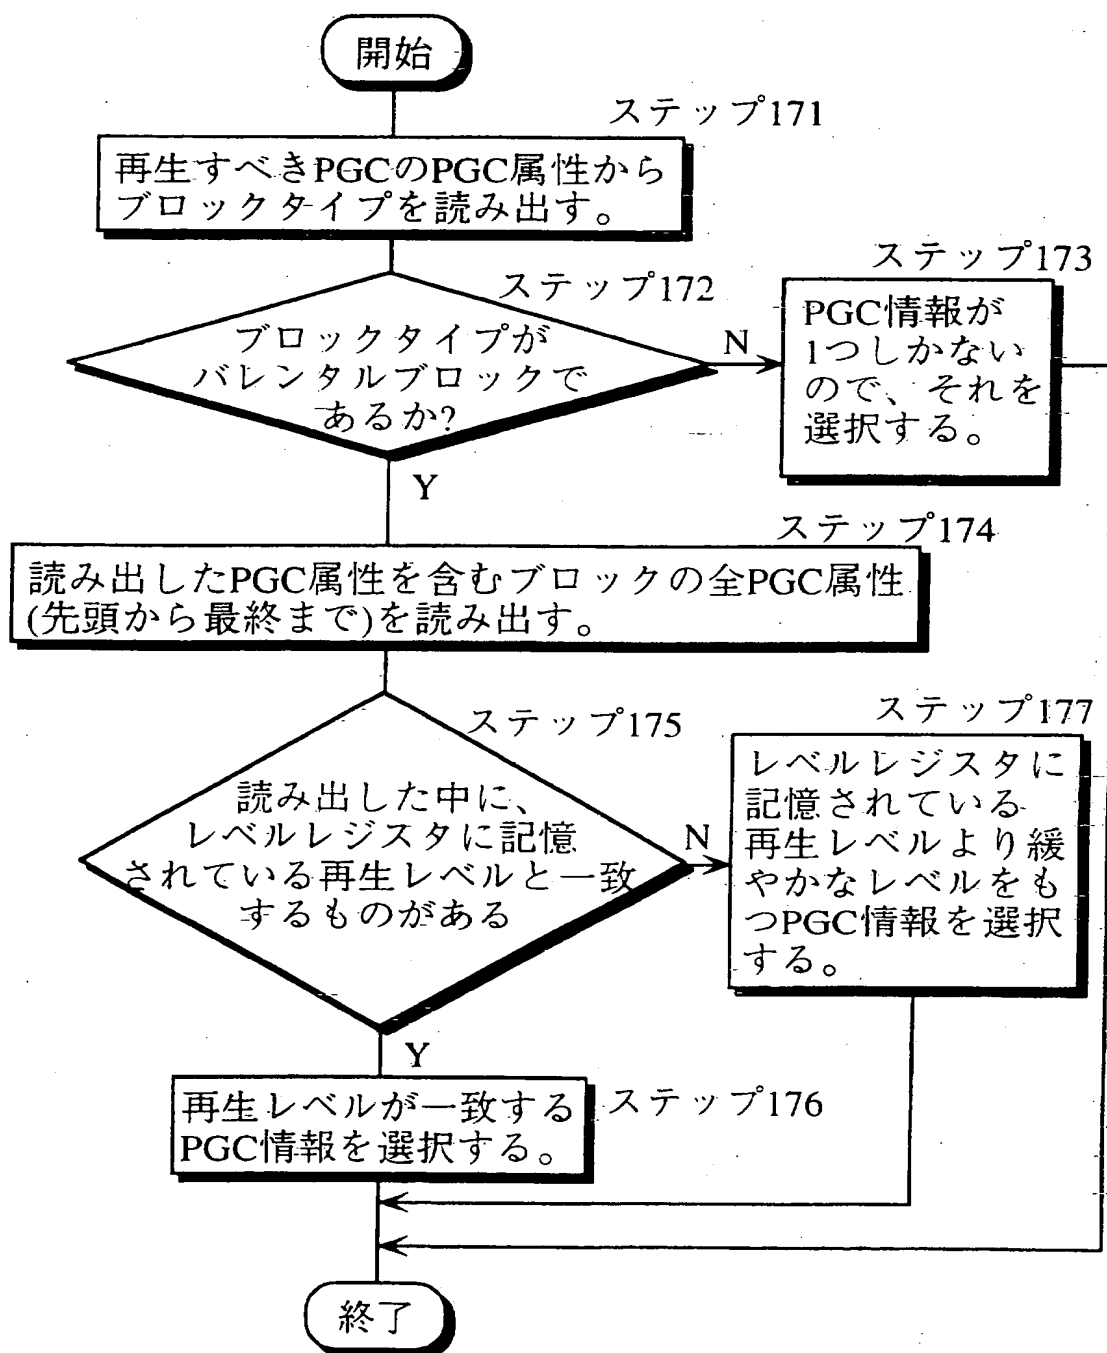 開始
ステップ171
再生すべきPGCのPGC属性から
ブロックタイプを読み出す。
ステップ172
ブロックタイプが
バレンタルブロックで
あるか?
N
Y
ステップ173
PGC情報が
1つしかない
ので、それを
選択する。
ステップ174
読み出したPGC属性を含むブロックの全PGC属性
(先頭から最終まで)を読み出す。
ステップ175
読み出した中に、
レベルレジスタに記憶
されている再生レベルと一致
するものがある
N
Y
ステップ177
レベルレジスタに
記憶されている
再生レベルより緩
やかなレベルをも
つPGC情報を選択
する。
ステップ176
再生レベルが一致する
PGC情報を選択する。
終了